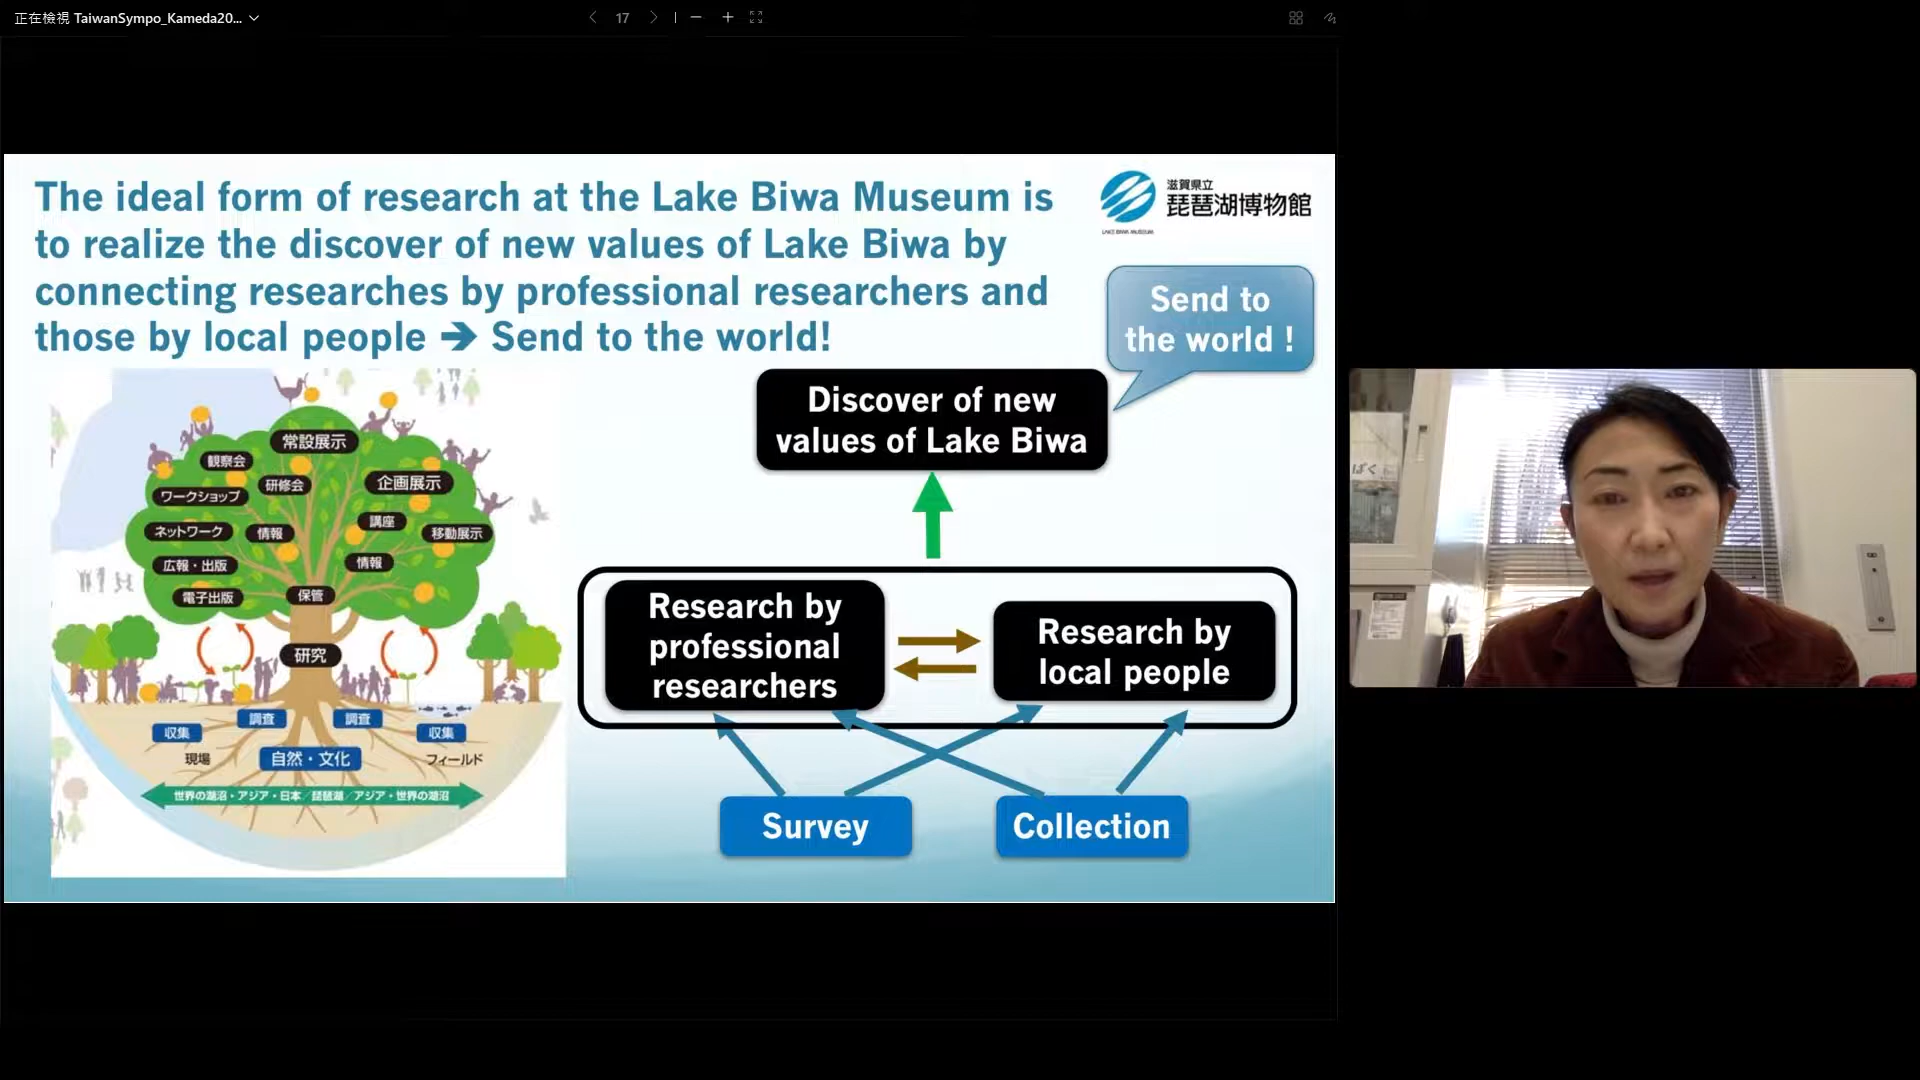 正在檢視 TaiwanSympo_Kameda20...
17
The ideal form of research at the Lake Biwa Museum is
to realize the discover of new values of Lake Biwa by
connecting researches by professional researchers and
those by local people ➔ Send to the world!
滋賀県立
琵琶湖博物館
LAKE BIWA MUSEUM
Send to
the world !
Discover of new
values of Lake Biwa
Research by
professional
researchers
Research by
local people
Survey
Collection
常設展示
観察会
研修会
企画展示
ワークショップ
講座
ネットワーク
情報
移動展示
広報・出版
情報
電子出版
保管
研究
調査
調査
収集
収集
現場
自然・文化
フィールド
世界の湖沼・アジア・日本/琵琶湖/アジア・世界の湖沼
ばく